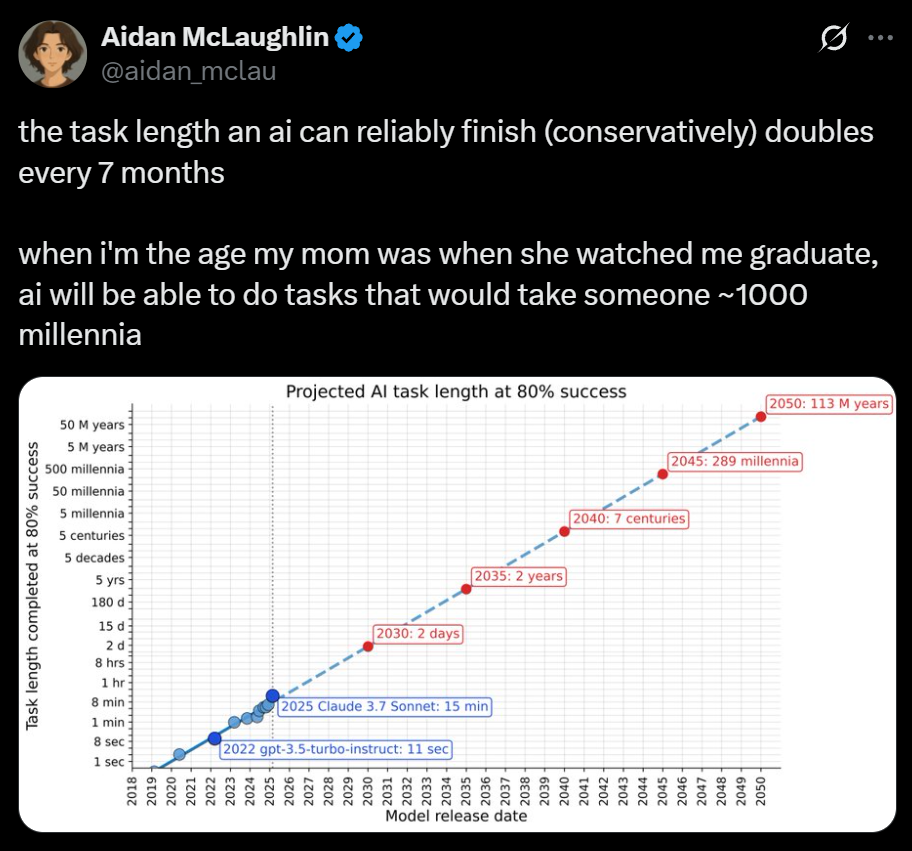 Aidan McLaughlin
@aidan_mclau
the task length an ai can reliably finish (conservatively) doubles
every 7 months
when i'm the age my mom was when she watched me graduate,
ai will be able to do tasks that would take someone ~1000
millennia
Projected AI task length at 80% success
Task length completed at 80% success
50 M years
5 M years
500 millennia
50 millennia
5 millennia
5 centuries
5 decades
5 yrs
180 d
15 d
2 d
8 hrs
1 hr
8 min
1 min
8 sec
1 sec
2050: 113 M years
2045: 289 millennia
2040: 7 centuries
2035: 2 years
2030: 2 days
2025 Claude 3.7 Sonnet: 15 min
2022 gpt-3.5-turbo-instruct: 11 sec
2018 2019 2020 2021 2022 2023 2024 2025 2026 2027 2028 2029 2030 2031 2032 2033 2034 2035 2036 2037 2038 2039 2040 2041 2042 2043 2044 2045 2046 2047 2048 2049 2050
Model release date